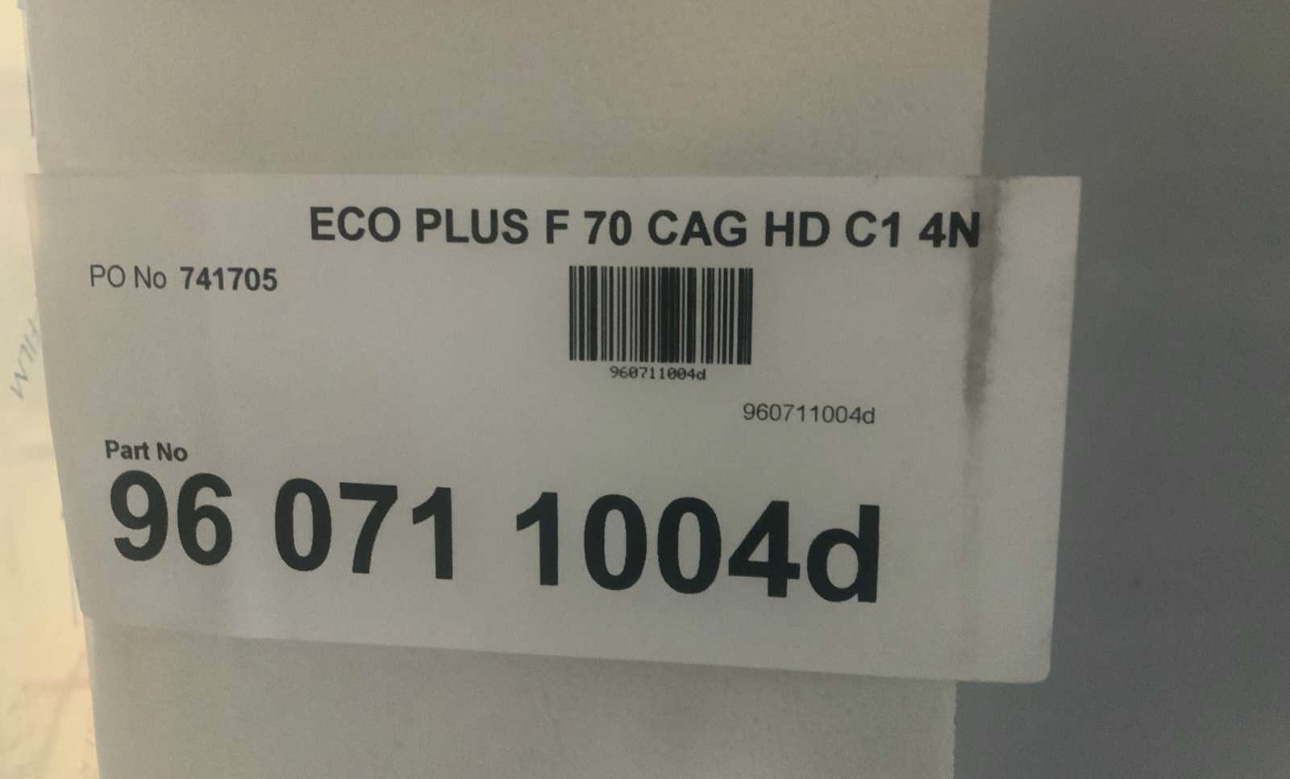 ECO PLUS F 70 CAG HD C1 4N
PO No 741705
960711004d
960711004d
Part No
96 071 1004d